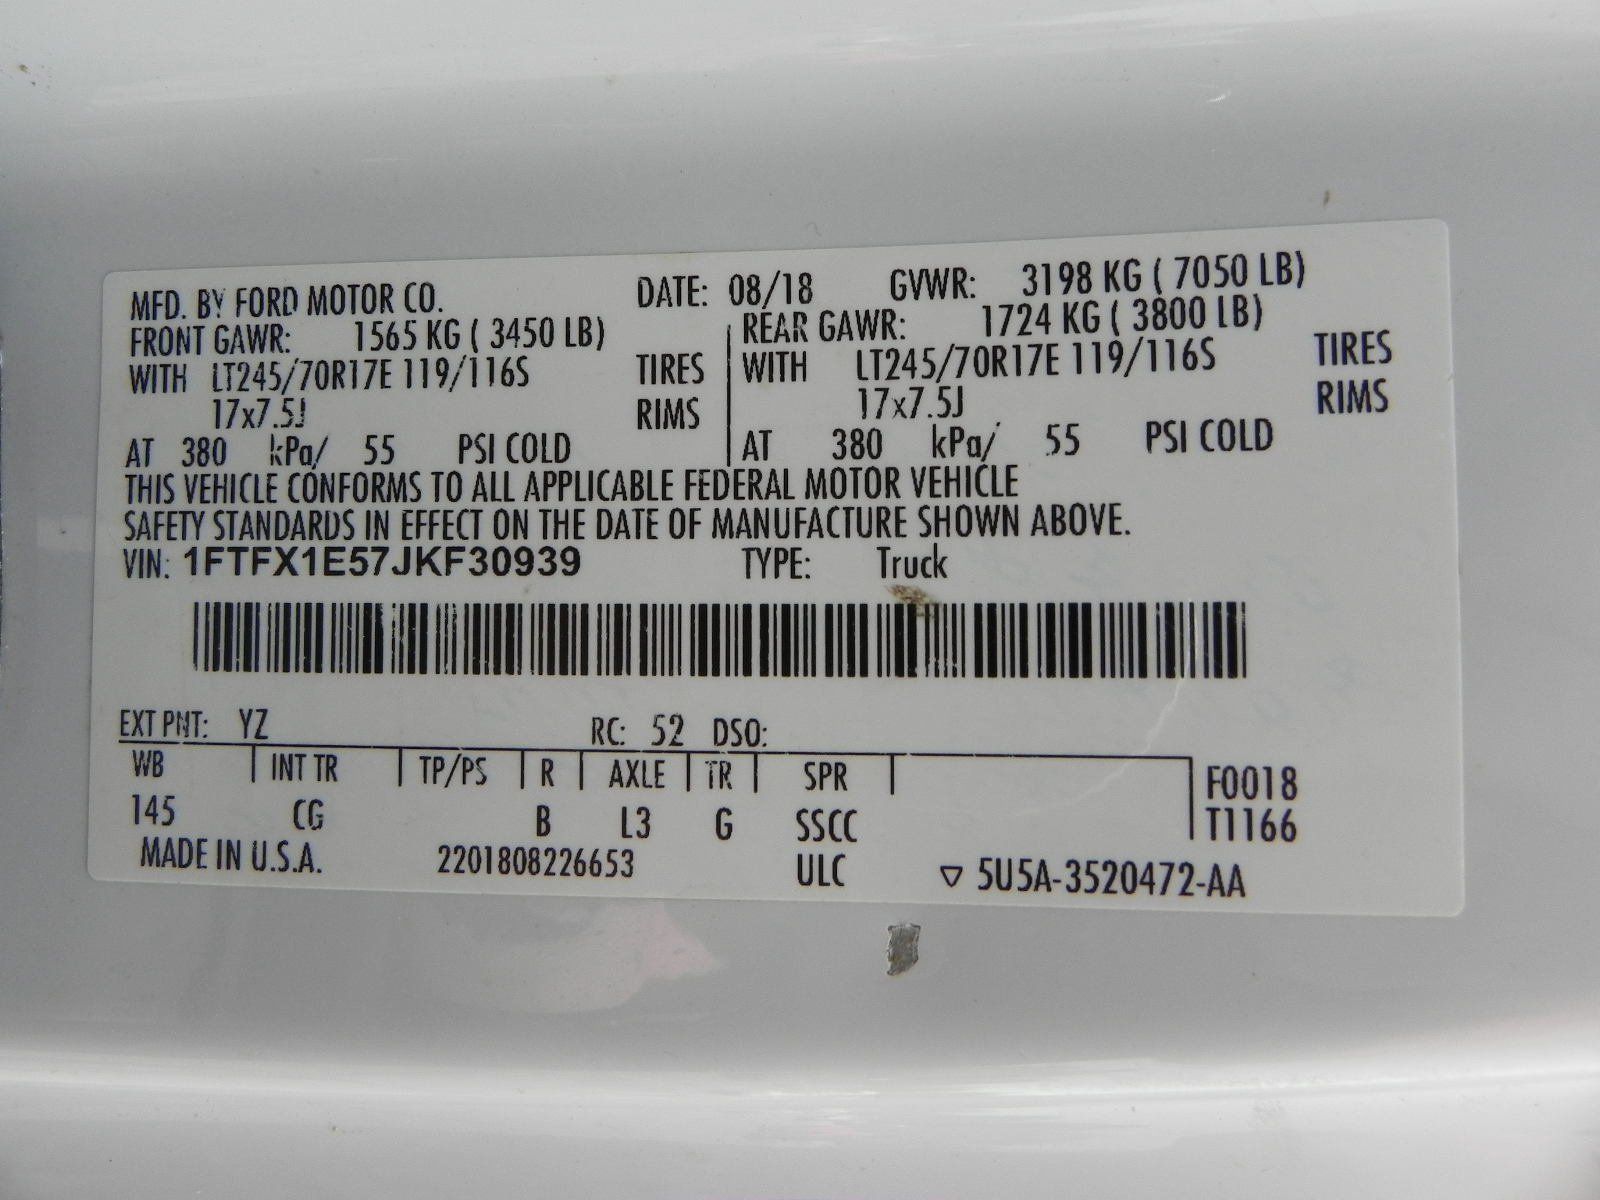 MFD. BY FORD MOTOR CO. DATE: 08/18 GVWR: 3198 KG ( 7050 LB)
FRONT GAWR: 1565 KG ( 3450 LB) REAR GAWR: 1724 KG ( 3800 LB)
WITH LT245/70R17E 119/116S TIRES WITH LT245/70R17E 119/116S TIRES
17x7.5J RIMS 17x7.5J RIMS
AT 380 kPa/ 55 PSI COLD AT 380 kPa/ 55 PSI COLD
THIS VEHICLE CONFORMS TO ALL APPLICABLE FEDERAL MOTOR VEHICLE
SAFETY STANDARDS IN EFFECT ON THE DATE OF MANUFACTURE SHOWN ABOVE.
VIN: 1FTFX1E57JKF30939 TYPE: Truck
EXT PNT: YZ RC: 52 DSO:
WB INT TR TP/PS R AXLE TR SPR F0018
145 CG B L3 G SSCC T1166
MADE IN U.S.A. 2201808226653 ULC ▽ 5U5A-3520472-AA